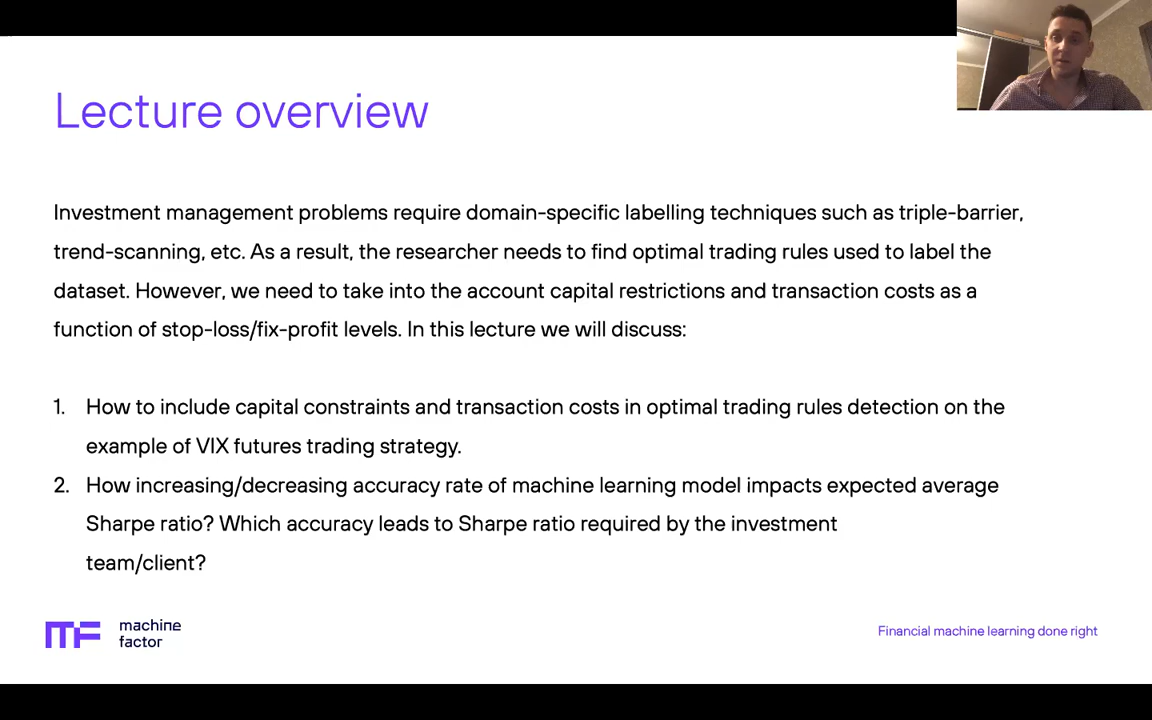 Lecture overview
Investment management problems require domain-specific labelling techniques such as triple-barrier,
trend-scanning, etc. As a result, the researcher needs to find optimal trading rules used to label the
dataset. However, we need to take into the account capital restrictions and transaction costs as a
function of stop-loss/fix-profit levels. In this lecture we will discuss:
1. How to include capital constraints and transaction costs in optimal trading rules detection on the
example of VIX futures trading strategy.
2. How increasing/decreasing accuracy rate of machine learning model impacts expected average
Sharpe ratio? Which accuracy leads to Sharpe ratio required by the investment
team/client?
MF
machine
factor
Financial machine learning done right